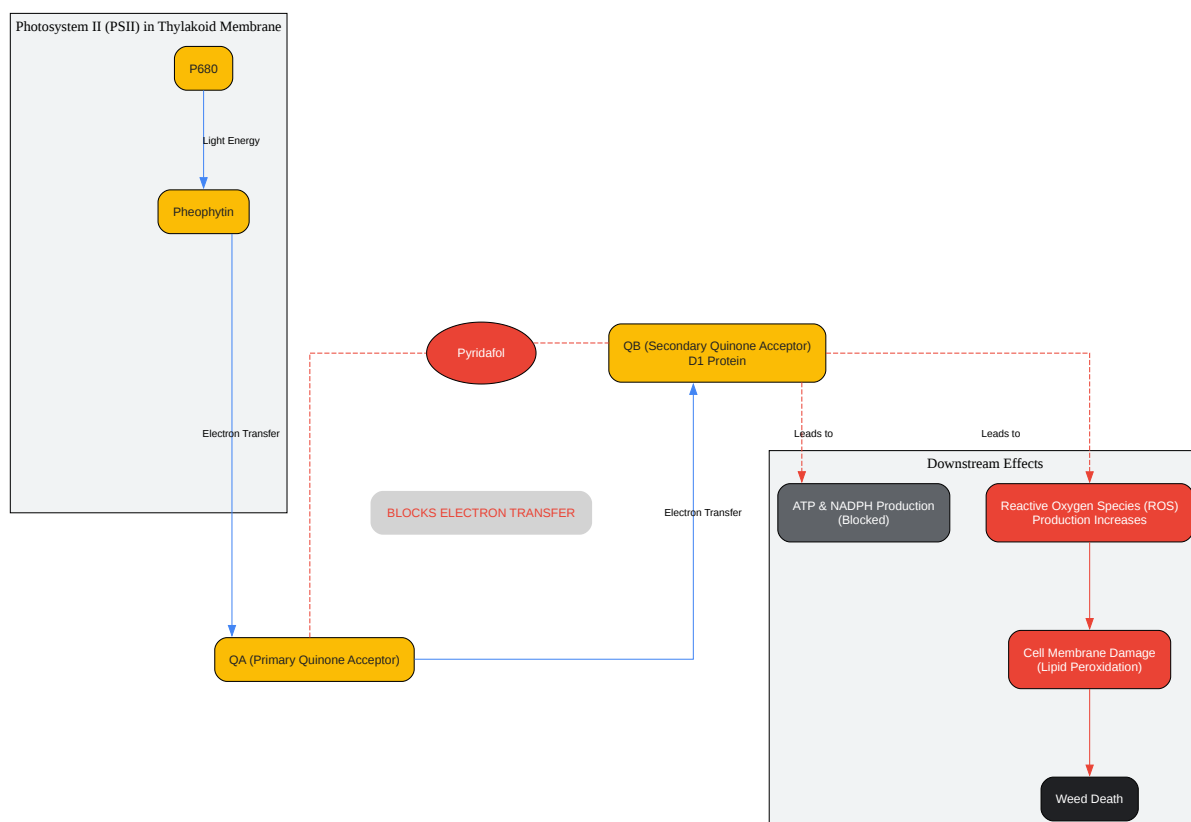 Photosystem II (PSII) in Thylakoid Membrane
P680
Light Energy
Pheophytin
Electron Transfer
QA (Primary Quinone Acceptor)
Pyridafol
BLOCKS ELECTRON TRANSFER
Electron Transfer
QB (Secondary Quinone Acceptor)
D1 Protein
Leads to
Leads to
Downstream Effects
ATP & NADPH Production
(Blocked)
Reactive Oxygen Species (ROS)
Production Increases
Cell Membrane Damage
(Lipid Peroxidation)
Weed Death